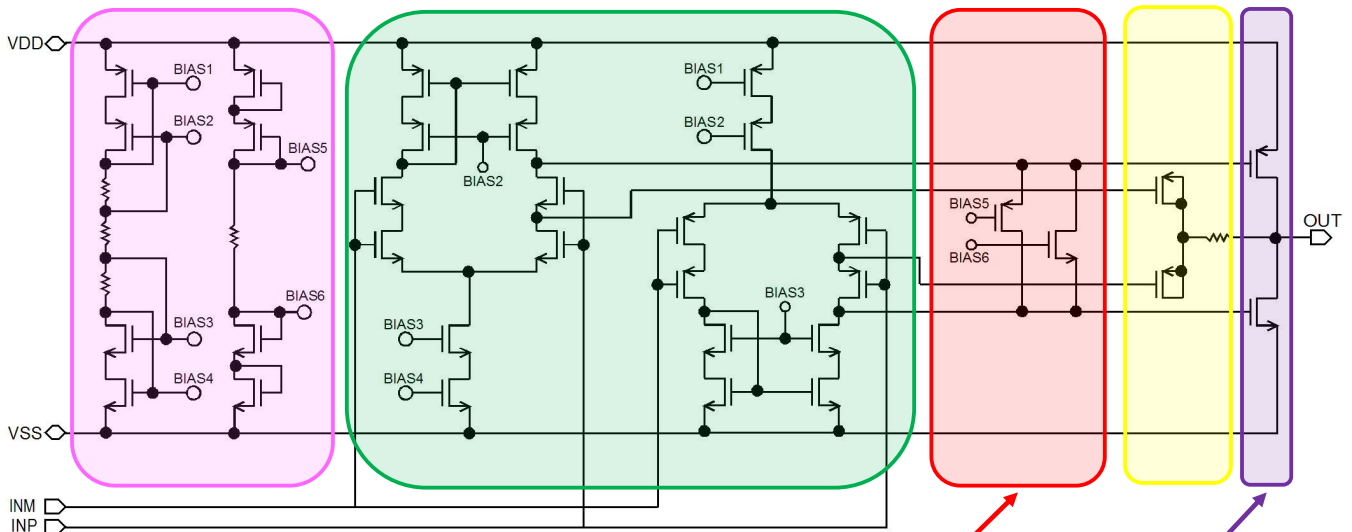 VDD
BIAS1
BIAS2
BIAS5
BIAS6
BIAS3
BIAS4
VSS
INM
INP
BIAS2
BIAS3
BIAS4
BIAS1
BIAS2
BIAS3
BIAS5
BIAS6
OUT